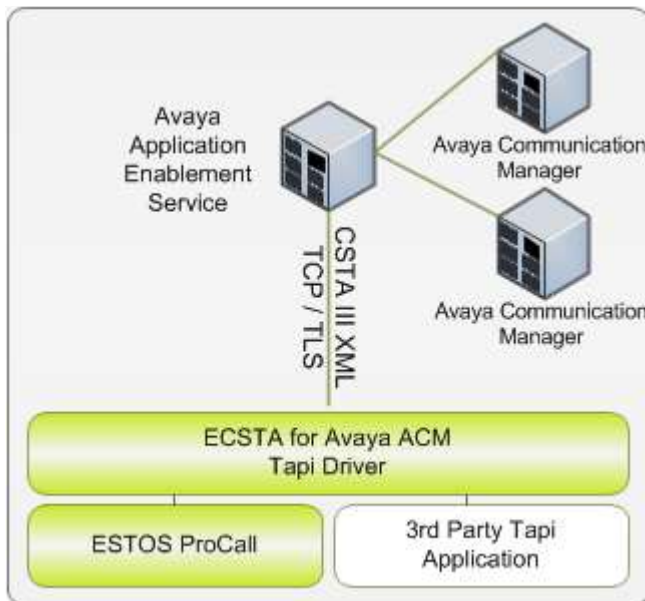 Avaya
Application
Enablement
Service
Avaya Communication
Manager
Avaya Communication
Manager
CSTA III XML
TCP / TLS
ECSTA for Avaya ACM
Tapi Driver
ESTOS ProCall
3rd Party Tapi
Application